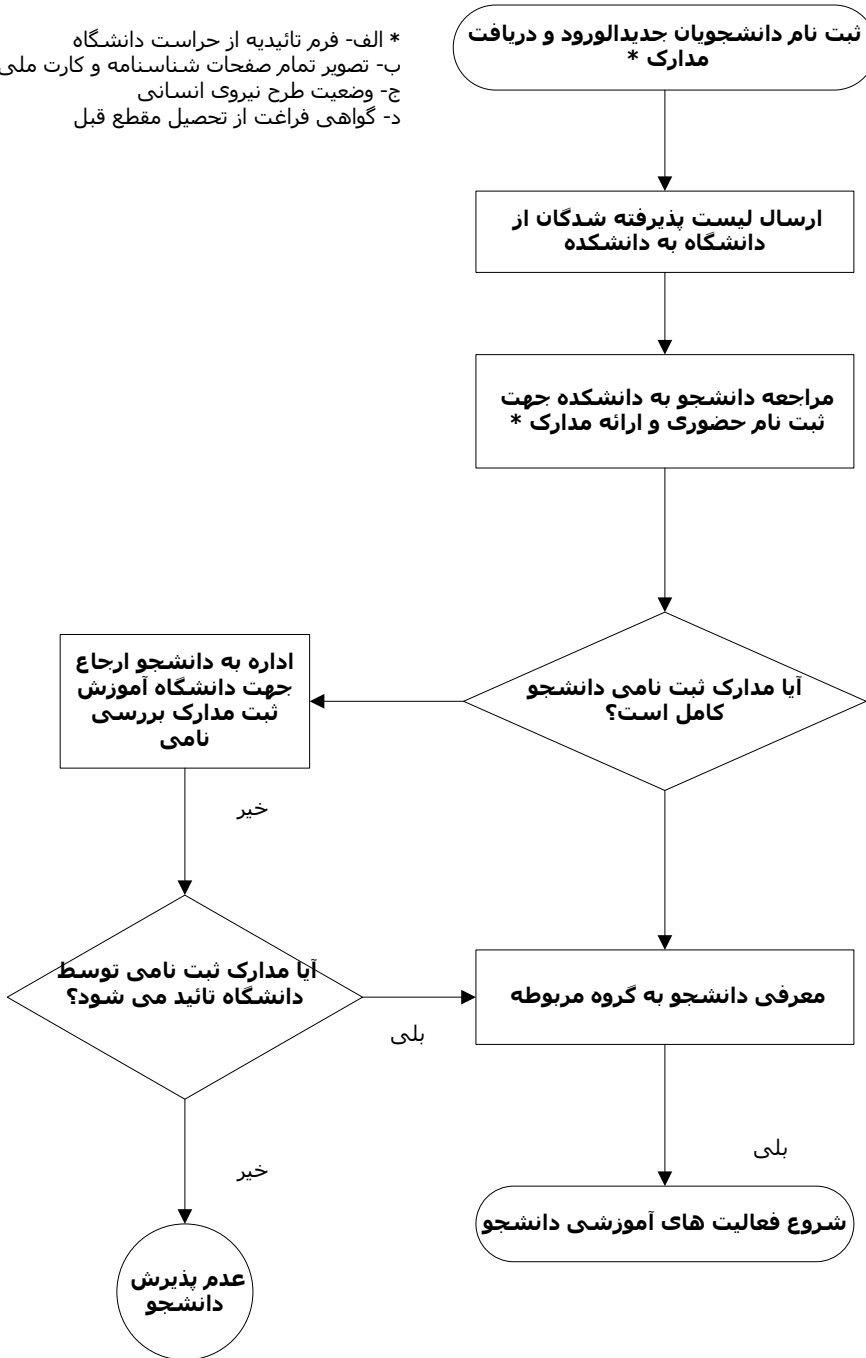 * الف- فرم تائیدیه از حراست دانشگاه
ب- تصویر تمام صفحات شناسنامه و کارت ملی
ج- وضعیت طرح نیروی انسانی
د- گواهی فراغت از تحصیل مقطع قبل
ثبت نام دانشجویان جدیدالورود و دریافت
مدارک *
ارسال لیست پذیرفته شدگان از
دانشگاه به دانشکده
مراجعه دانشجو به دانشکده جهت
ثبت نام حضوری و ارائه مدارک *
آیا مدارک ثبت نامی دانشجو
کامل است؟
اداره به دانشجو ارجاع
جهت دانشگاه آموزش
ثبت مدارک بررسی
نامی
خیر
آیا مدارک ثبت نامی توسط
دانشگاه تائید می شود؟
بلی
معرفی دانشجو به گروه مربوطه
بلی
خیر
شروع فعالیت های آموزشی دانشجو
عدم پذیرش
دانشجو